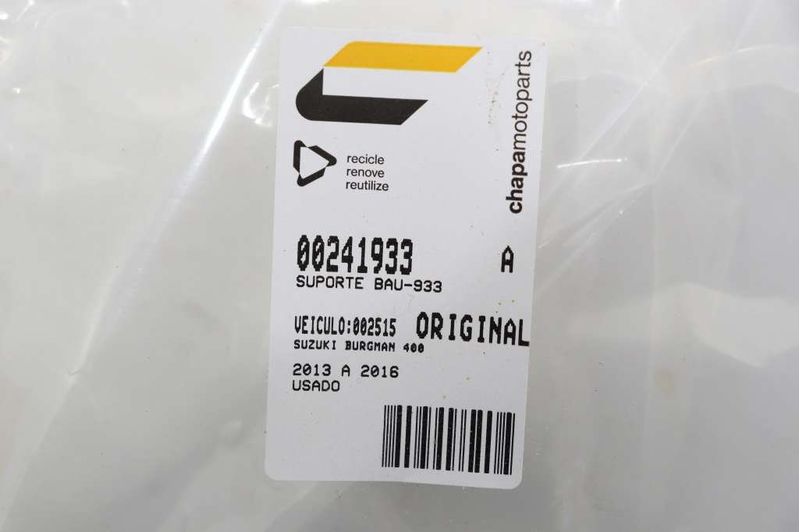 chapamotoparts
recicle
renove
reutilize
00241933 A
SUPORTE BAU-933
VEICULO:002515 ORIGINAL
SUZUKI BURGMAN 400
2013 A 2016
USADO